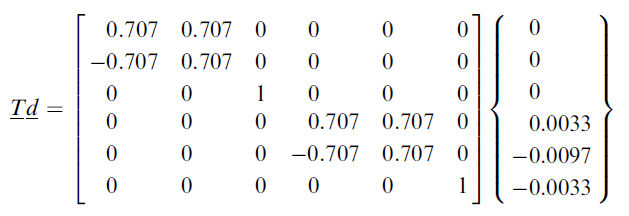 0.707 0.707 0 0 0 0 0
−0.707 0.707 0 0 0 0 0
0 0 1 0 0 0 0
Td = 0 0 0 0.707 0.707 0 0.0033
0 0 0 −0.707 0.707 0 −0.0097
0 0 0 0 0 1 −0.0033